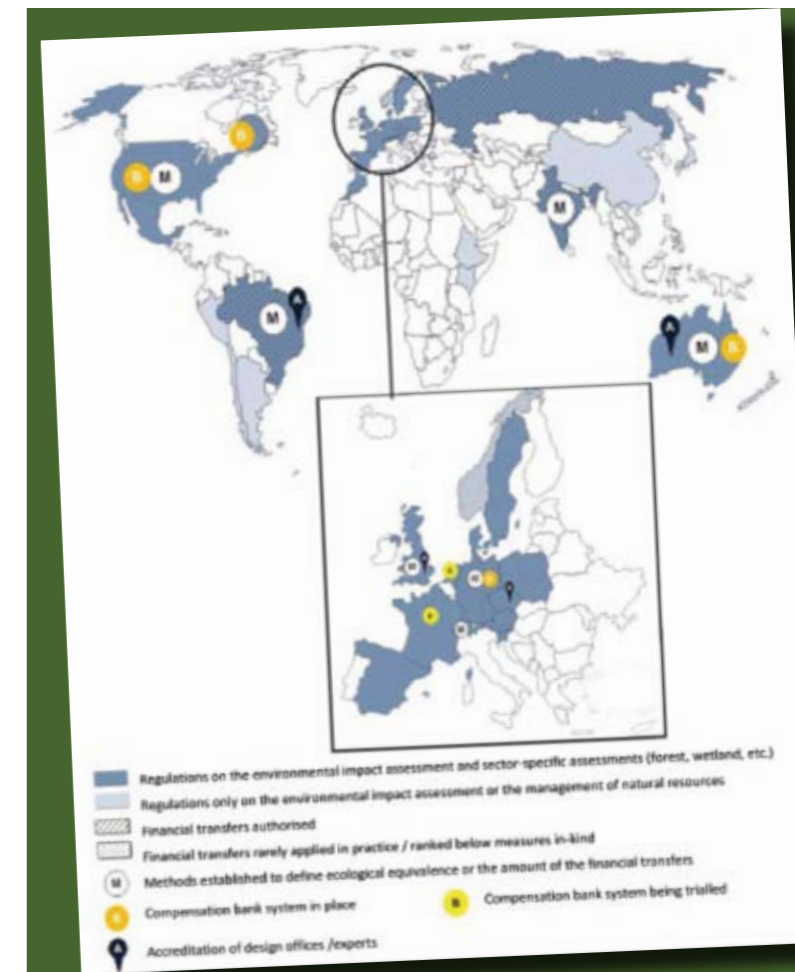 B
B M
M
A
M
A
M B
M A
B
M B
A
B
M
Regulations on the environmental impact assessment and sector-specific assessments (forest, wetland, etc.)
Regulations only on the environmental impact assessment or the management of natural resources
Financial transfers authorised
Financial transfers rarely applied in practice / ranked below measures in-kind
M Methods established to define ecological equivalence or the amount of the financial transfers
B Compensation bank system in place
B Compensation bank system being trialled
A Accreditation of design offices /experts